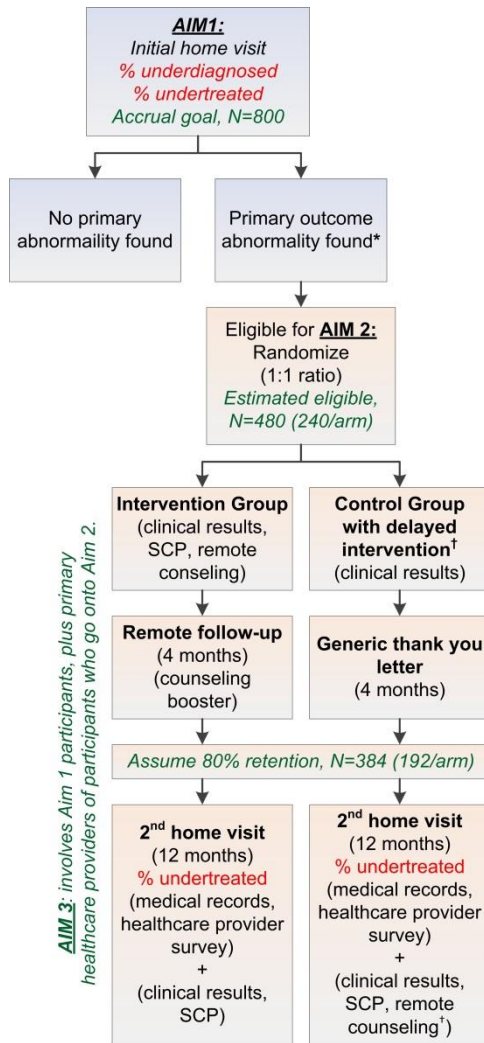 AIM1:
Initial home visit
% underdiagnosed
% undertreated
Accrual goal, N=800
No primary
abnormaility found
Primary outcome
abnormality found*
Eligible for AIM 2:
Randomize
(1:1 ratio)
Estimated eligible,
N=480 (240/arm)
Intervention Group
(clinical results,
SCP, remote
conseling)
Control Group
with delayed
intervention†
(clinical results)
Remote follow-up
(4 months)
(counseling
booster)
Generic thank you
letter
(4 months)
Assume 80% retention, N=384 (192/arm)
2nd home visit
(12 months)
% undertreated
(medical records,
healthcare provider
survey)
+
(clinical results,
SCP)
2nd home visit
(12 months)
% undertreated
(medical records,
healthcare provider
survey)
+
(clinical results,
SCP, remote
counseling†)
AIM 3: involves Aim 1 participants, plus primary
healthcare providers of participants who go onto Aim 2.